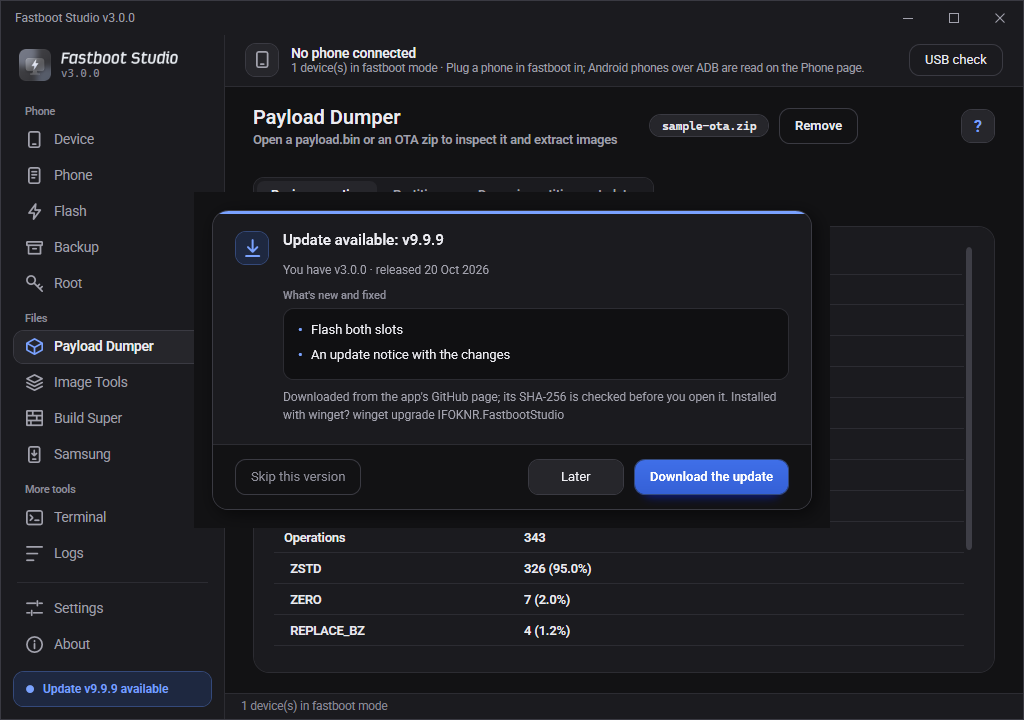 Fastboot Studio v3.0.0
Fastboot Studio
v3.0.0
Phone
Device
Phone
Flash
Backup
Root
Files
Payload Dumper
Image Tools
Build Super
Samsung
More tools
Terminal
Logs
Settings
About
Update v9.9.9 available
No phone connected
1 device(s) in fastboot mode · Plug a phone in fastboot in; Android phones over ADB are read on the Phone page.
USB check
Payload Dumper
Open a payload.bin or an OTA zip to inspect it and extract images
sample-ota.zip
Remove
?
Update available: v9.9.9
You have v3.0.0 · released 20 Oct 2026
What's new and fixed
• Flash both slots
• An update notice with the changes
Downloaded from the app's GitHub page; its SHA-256 is checked before you open it. Installed
with winget? winget upgrade IFOKNR.FastbootStudio
Skip this version
Later
Download the update
Operations 343
ZSTD 326 (95.0%)
ZERO 7 (2.0%)
REPLACE_BZ 4 (1.2%)
1 device(s) in fastboot mode